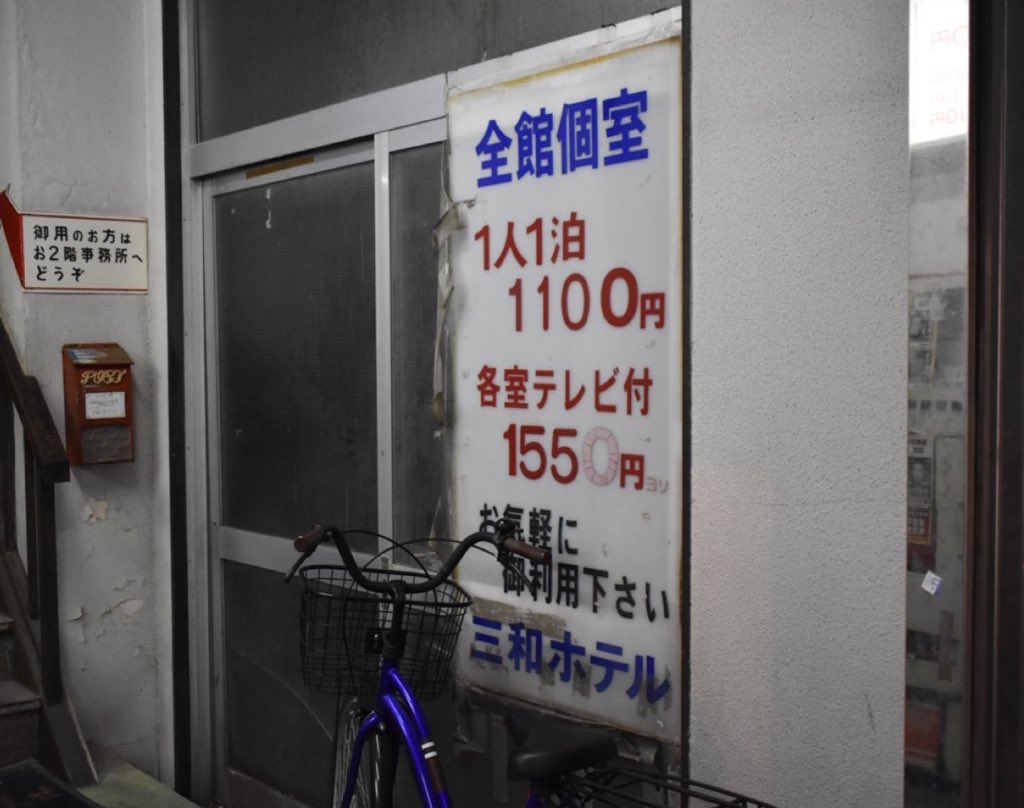 御用のお方は
お2階事務所へ
どうぞ
POST
全館個室
1人1泊
1100円
各室テレビ付
1550円ヨリ
お気軽に
御利用下さい
三和ホテル